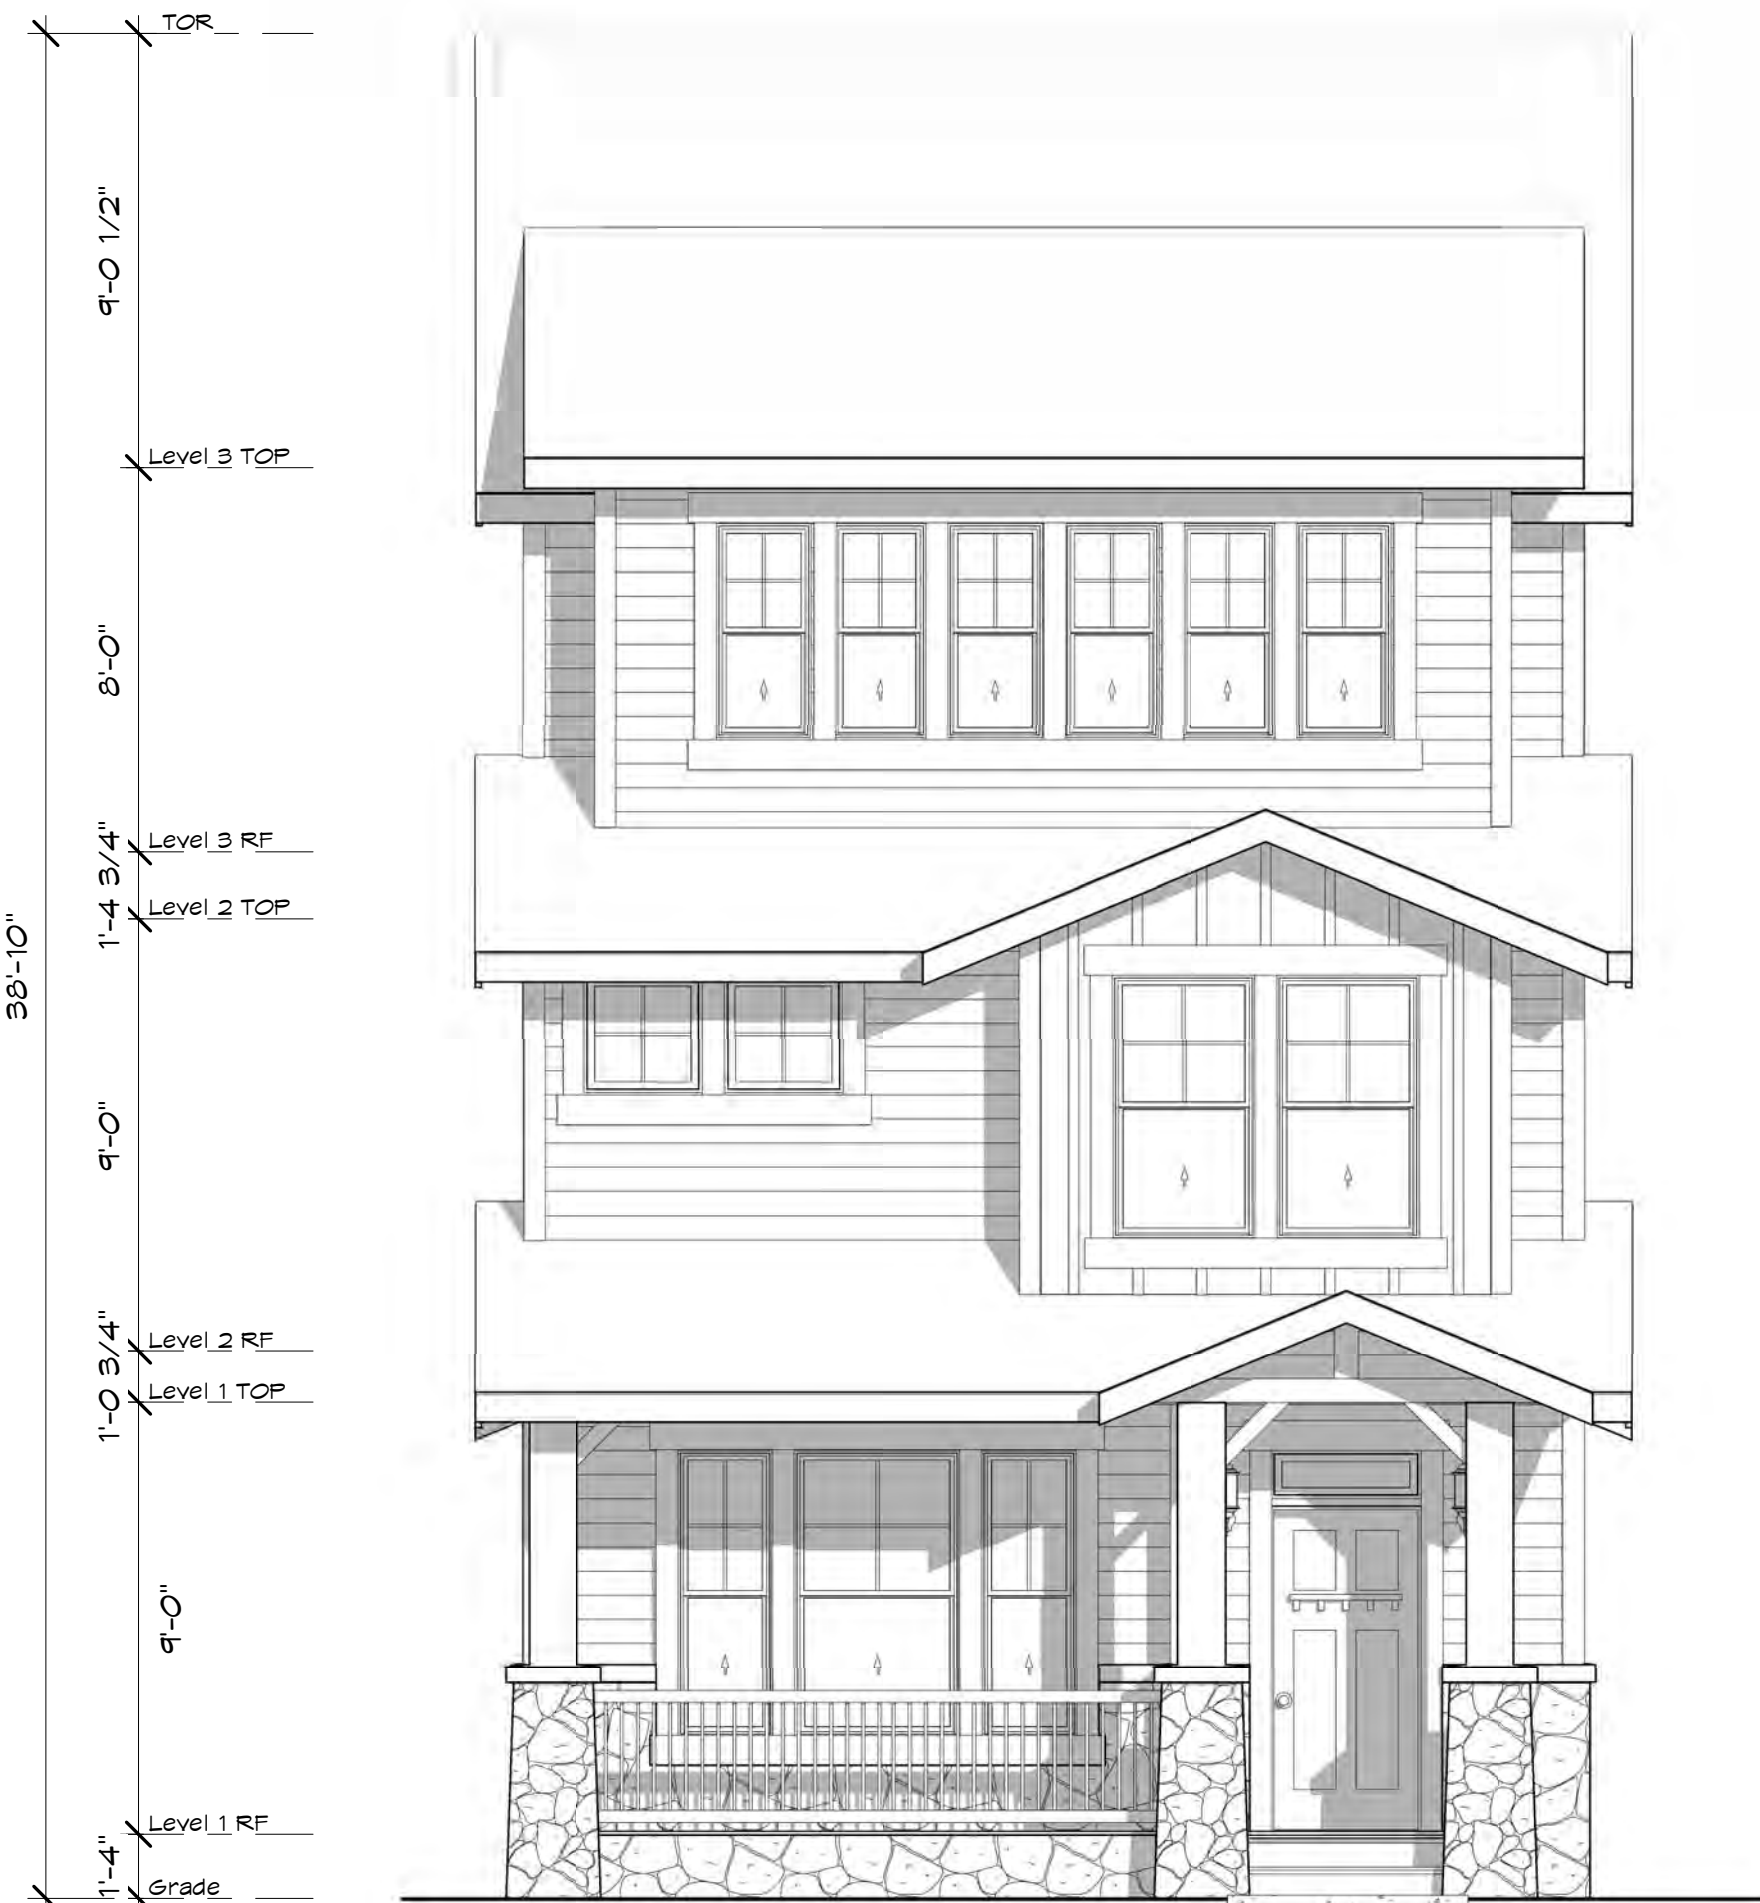 TOR
9'-0 1/2"
Level 3 TOP
8'-0"
Level 3 RF
1'-4 3/4"
Level 2 TOP
38'-10"
9'-0"
Level 2 RF
1'-0 3/4"
Level 1 TOP
9'-0"
Level 1 RF
1'-4"
Grade